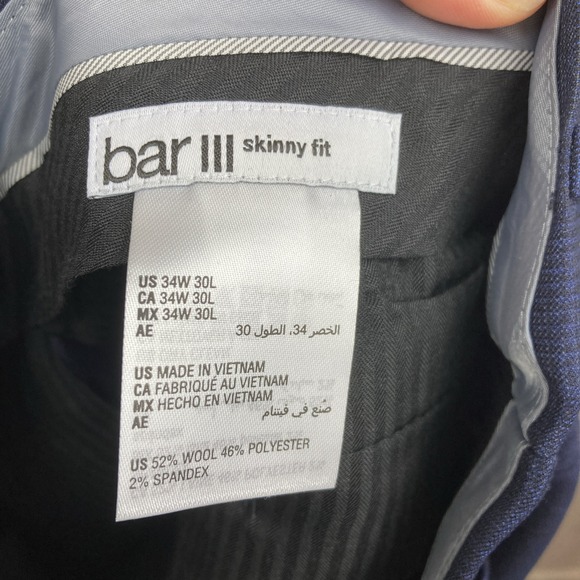 bar III skinny fit
US 34W 30L
CA 34W 30L
MX 34W 30L
AE الخصر 34، الطول 30
US MADE IN VIETNAM
CA FABRIQUÉ AU VIETNAM
MX HECHO EN VIETNAM
AE صنع في فيتنام
US 52% WOOL 46% POLYESTER
2% SPANDEX